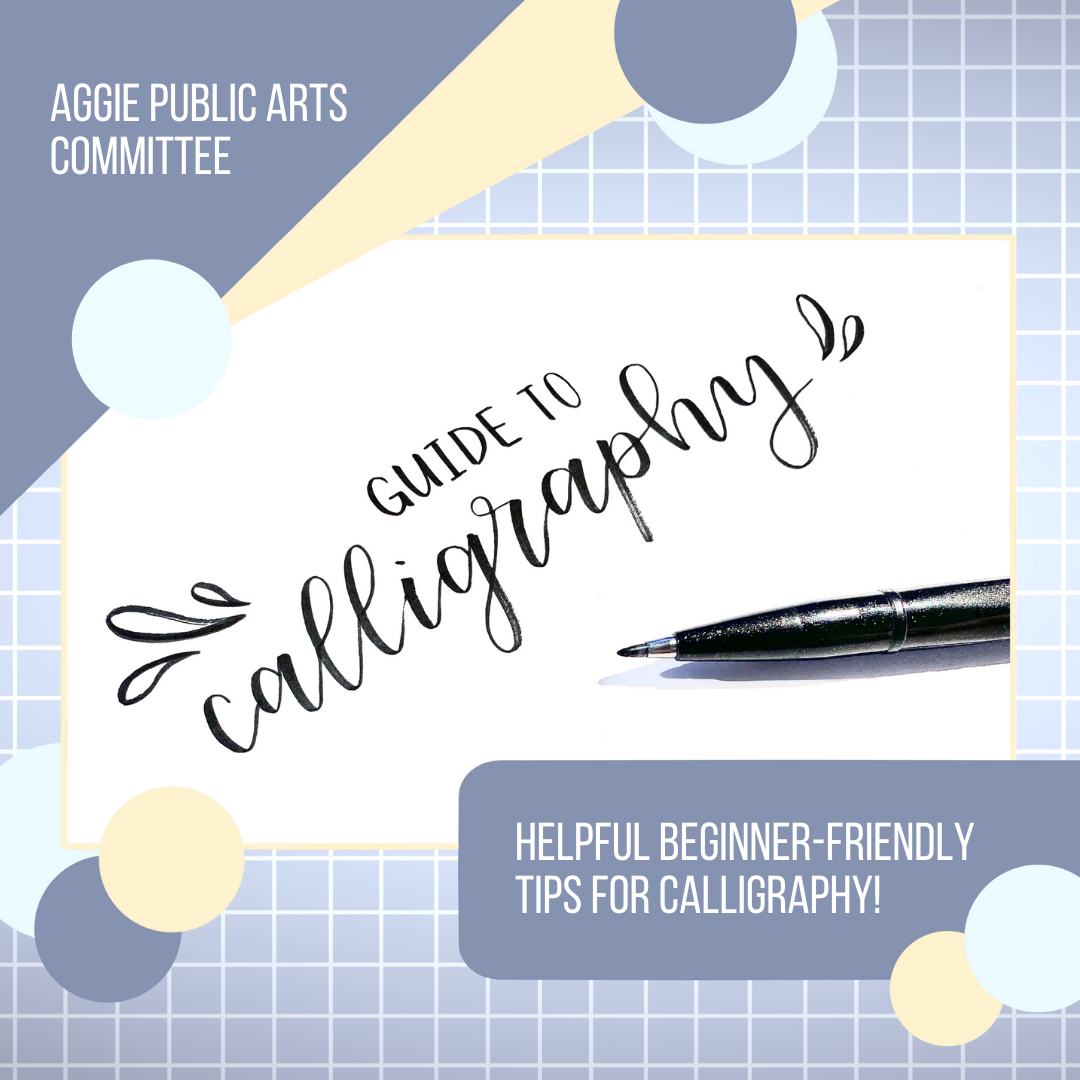 AGGIE PUBLIC ARTS
COMMITTEE
GUIDE TO
calligraphy
HELPFUL BEGINNER-FRIENDLY
TIPS FOR CALLIGRAPHY!